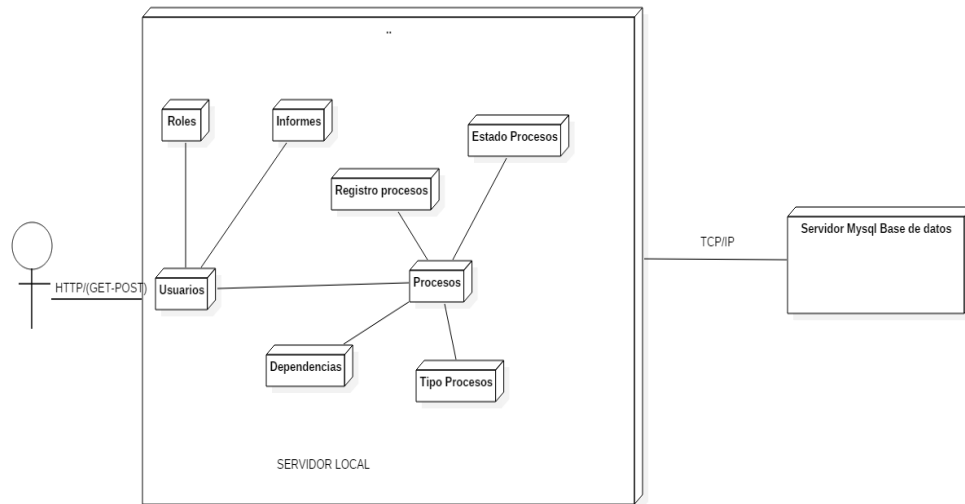 ..
Roles
Informes
Estado Procesos
Registro procesos
Servidor Mysql Base de datos
TCP/IP
HTTP/(GET-POST)
Usuarios
Procesos
Dependencias
Tipo Procesos
SERVIDOR LOCAL